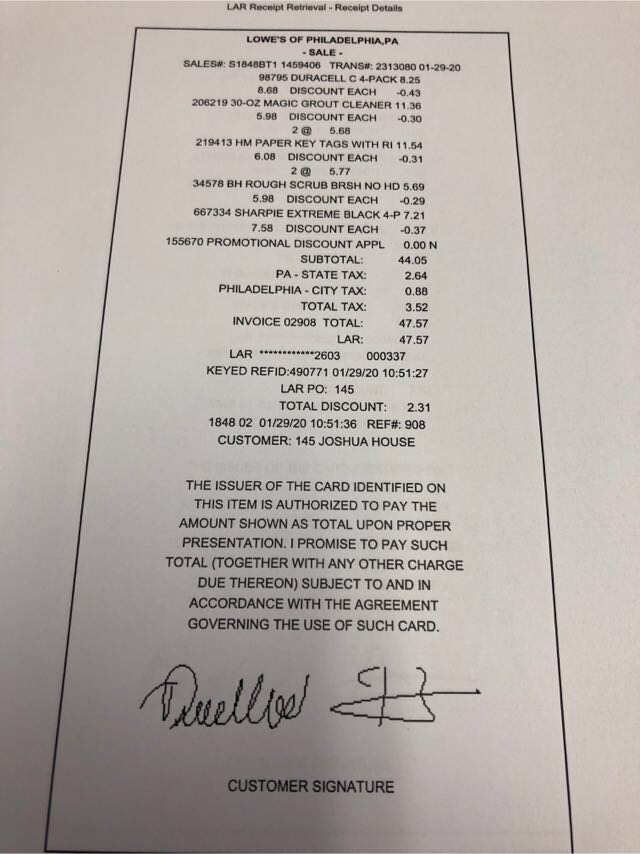 LAR Receipt Retrieval - Receipt Details
LOWE'S OF PHILADELPHIA,PA
- SALE -
SALES#: S1848BT1 1459406 TRANS#: 2313080 01-29-20
98795 DURACELL C 4-PACK 8.25
8.68 DISCOUNT EACH -0.43
206219 30-OZ MAGIC GROUT CLEANER 11.36
5.98 DISCOUNT EACH -0.30
2 @ 5.68
219413 HM PAPER KEY TAGS WITH RI 11.54
6.08 DISCOUNT EACH -0.31
2 @ 5.77
34578 BH ROUGH SCRUB BRSH NO HD 5.69
5.98 DISCOUNT EACH -0.29
667334 SHARPIE EXTREME BLACK 4-P 7.21
7.58 DISCOUNT EACH -0.37
155670 PROMOTIONAL DISCOUNT APPL 0.00 N
SUBTOTAL: 44.05
PA - STATE TAX: 2.64
PHILADELPHIA - CITY TAX: 0.88
TOTAL TAX: 3.52
INVOICE 02908 TOTAL: 47.57
LAR: 47.57
LAR ************2603 000337
KEYED REFID:490771 01/29/20 10:51:27
LAR PO: 145
TOTAL DISCOUNT: 2.31
1848 02 01/29/20 10:51:36 REF#: 908
CUSTOMER: 145 JOSHUA HOUSE
THE ISSUER OF THE CARD IDENTIFIED ON
THIS ITEM IS AUTHORIZED TO PAY THE
AMOUNT SHOWN AS TOTAL UPON PROPER
PRESENTATION. I PROMISE TO PAY SUCH
TOTAL (TOGETHER WITH ANY OTHER CHARGE
DUE THEREON) SUBJECT TO AND IN
ACCORDANCE WITH THE AGREEMENT
GOVERNING THE USE OF SUCH CARD.
CUSTOMER SIGNATURE